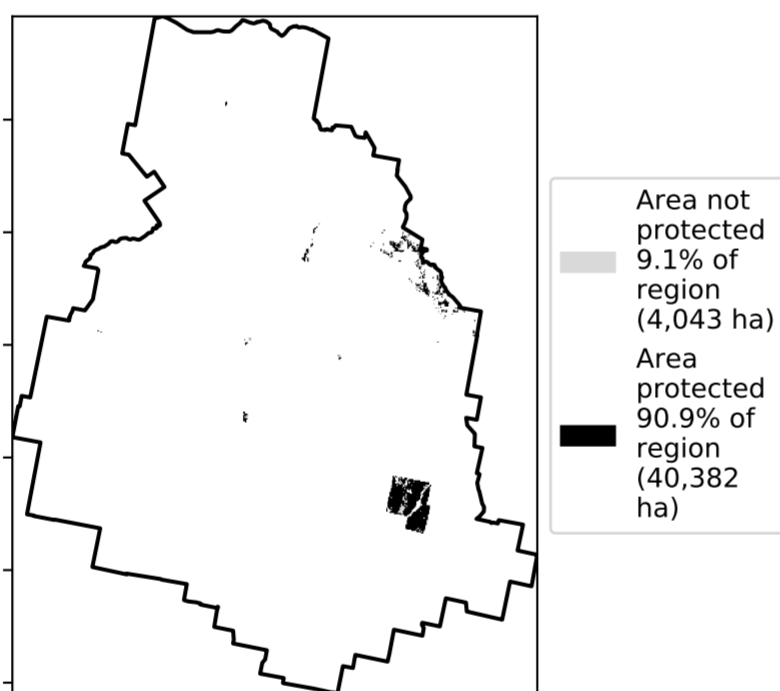 Area not
protected
9.1% of
region
(4,043 ha)
Area
protected
90.9% of
region
(40,382
ha)